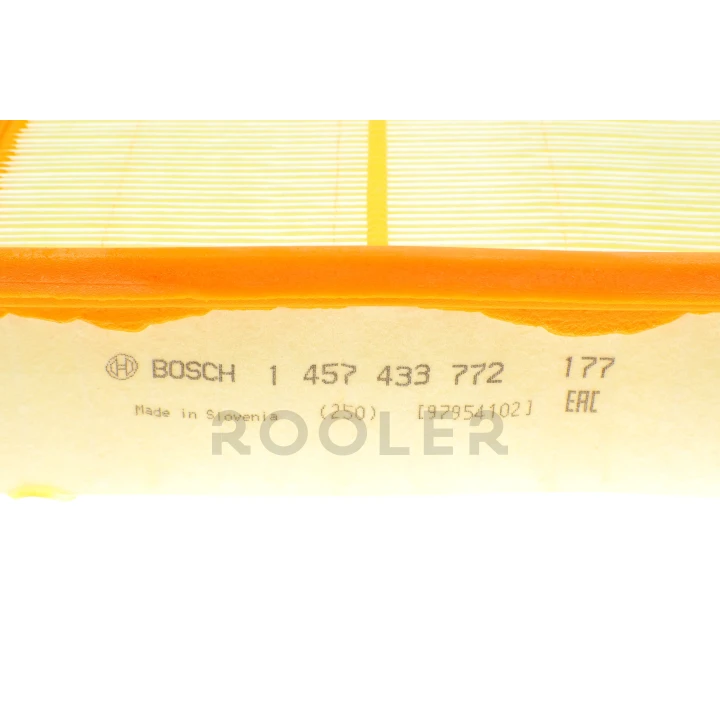 BOSCH 1 457 433 772 177
Made in Slovenia (250) [97854102] EAC
ROOLER